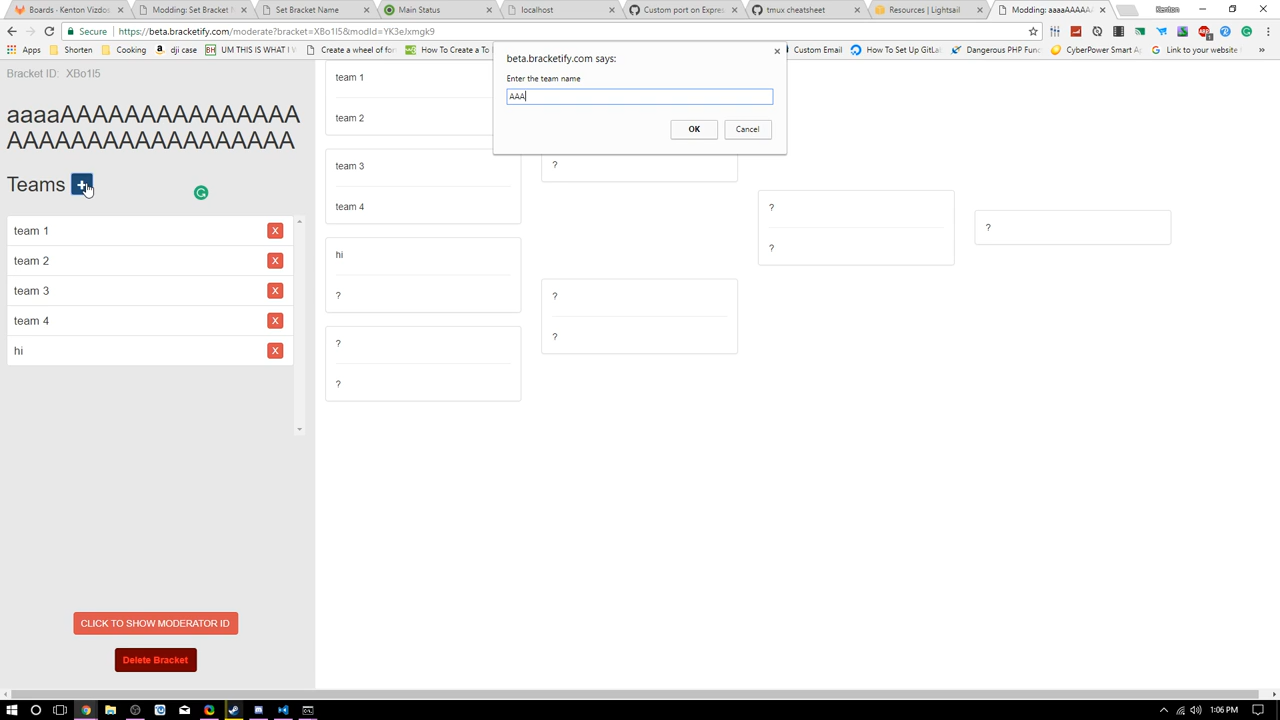 Boards - Kenton Vizdos
Modding: Set Bracket N
Set Bracket Name
Main Status
localhost
Custom port on Expres
tmux cheatsheet
Resources | Lightsail
Modding: aaaaAAAAA
Kenton
Secure
https://beta.bracketify.com/moderate?bracket=XBo1I5&modId=YK3eJxmgk9
Apps
Shorten
Cooking
dji case
UM THIS IS WHAT I W
Create a wheel of for
How To Create a To
Custom Email
How To Set Up GitLa
Dangerous PHP Func
CyberPower Smart A
Link to your website
Bracket ID: XBo1I5
aaaaAAAAAAAAAAAAAAA
AAAAAAAAAAAAAAAAAA
Teams +
team 1 X
team 2 X
team 3 X
team 4 X
hi X
CLICK TO SHOW MODERATOR ID
Delete Bracket
beta.bracketify.com says:
Enter the team name
AAA
OK
Cancel
team 1
team 2
team 3
team 4
hi
?
?
?
?
?
?
?
?
?
1:06 PM